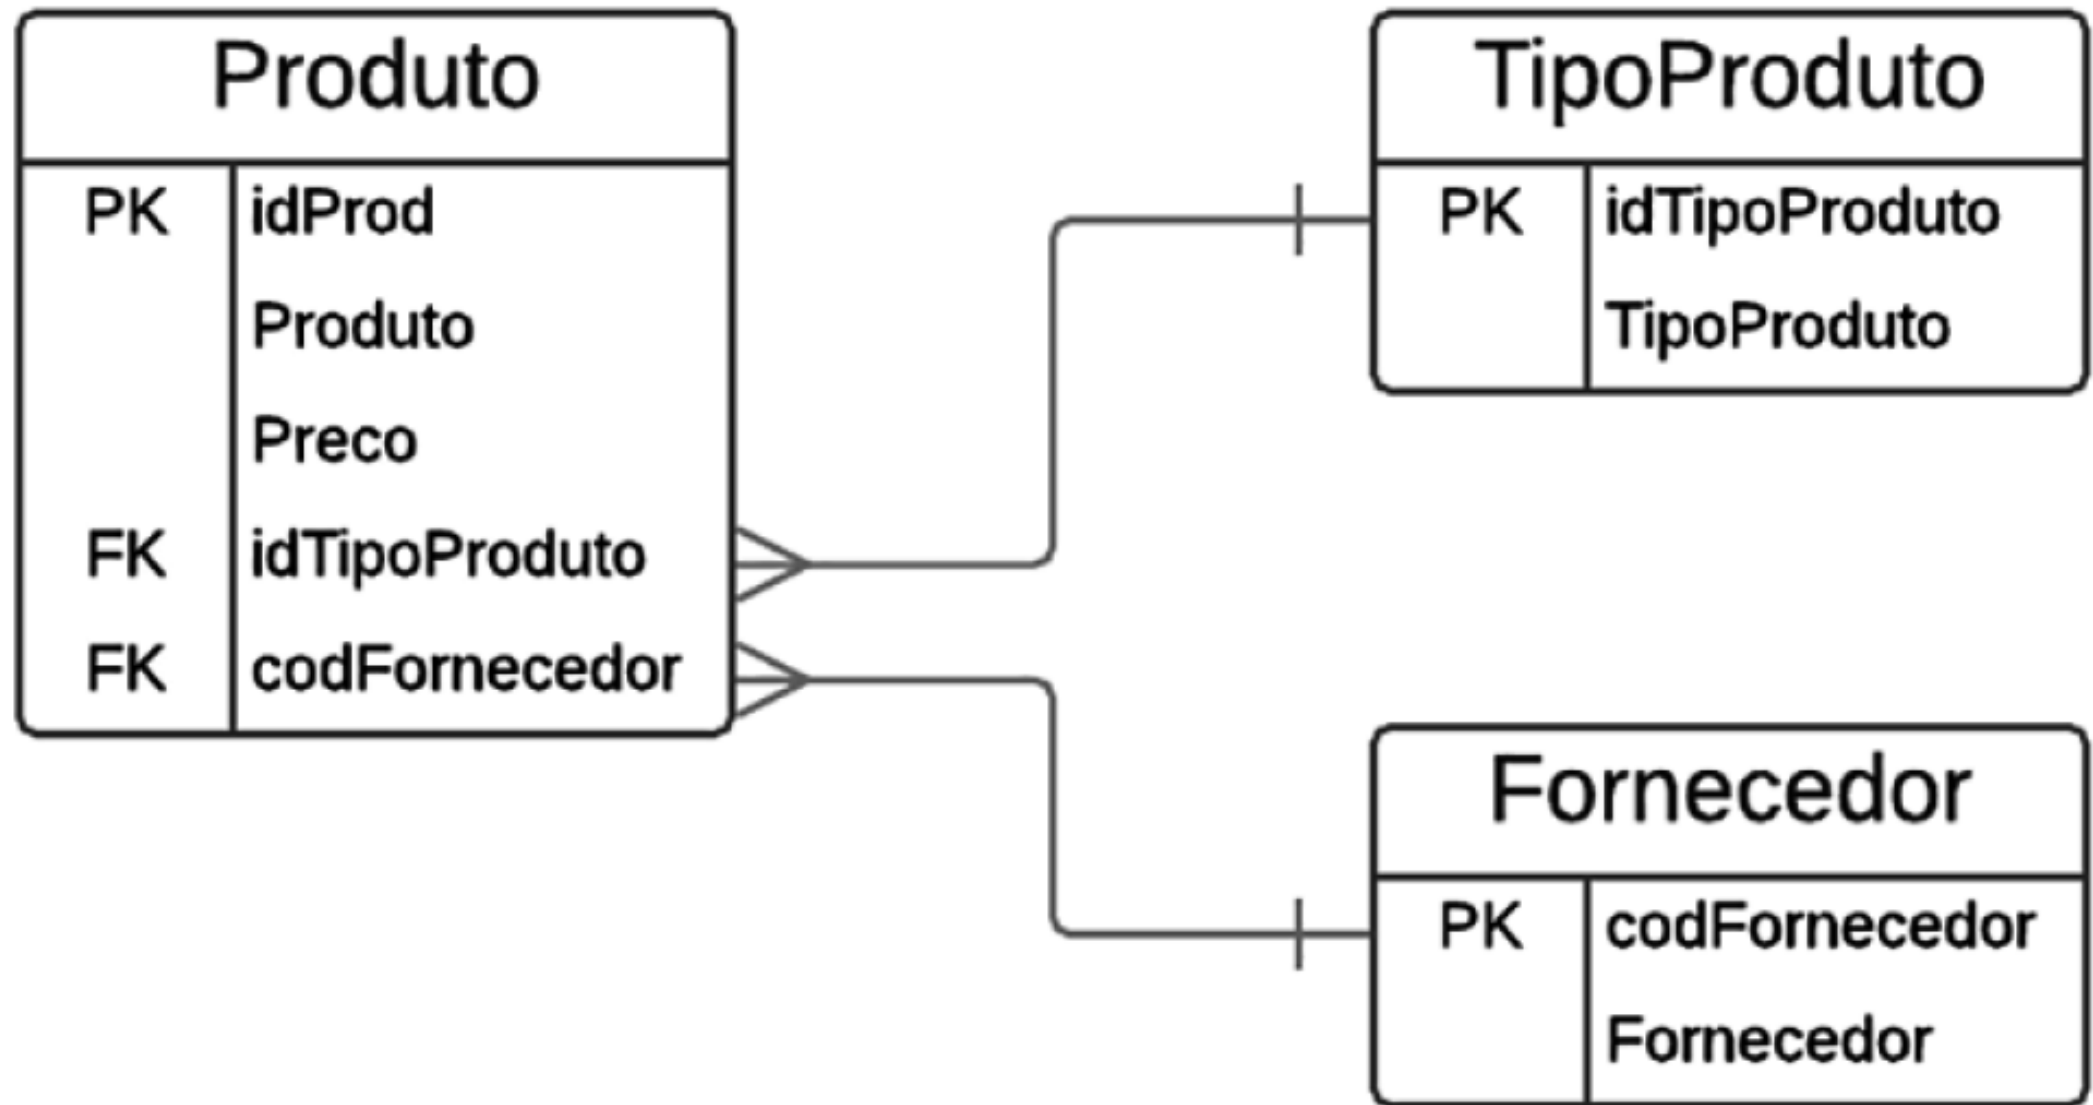 Produto
PK idProd
Produto
Preco
FK idTipoProduto
FK codFornecedor
TipoProduto
PK idTipoProduto
TipoProduto
Fornecedor
PK codFornecedor
Fornecedor